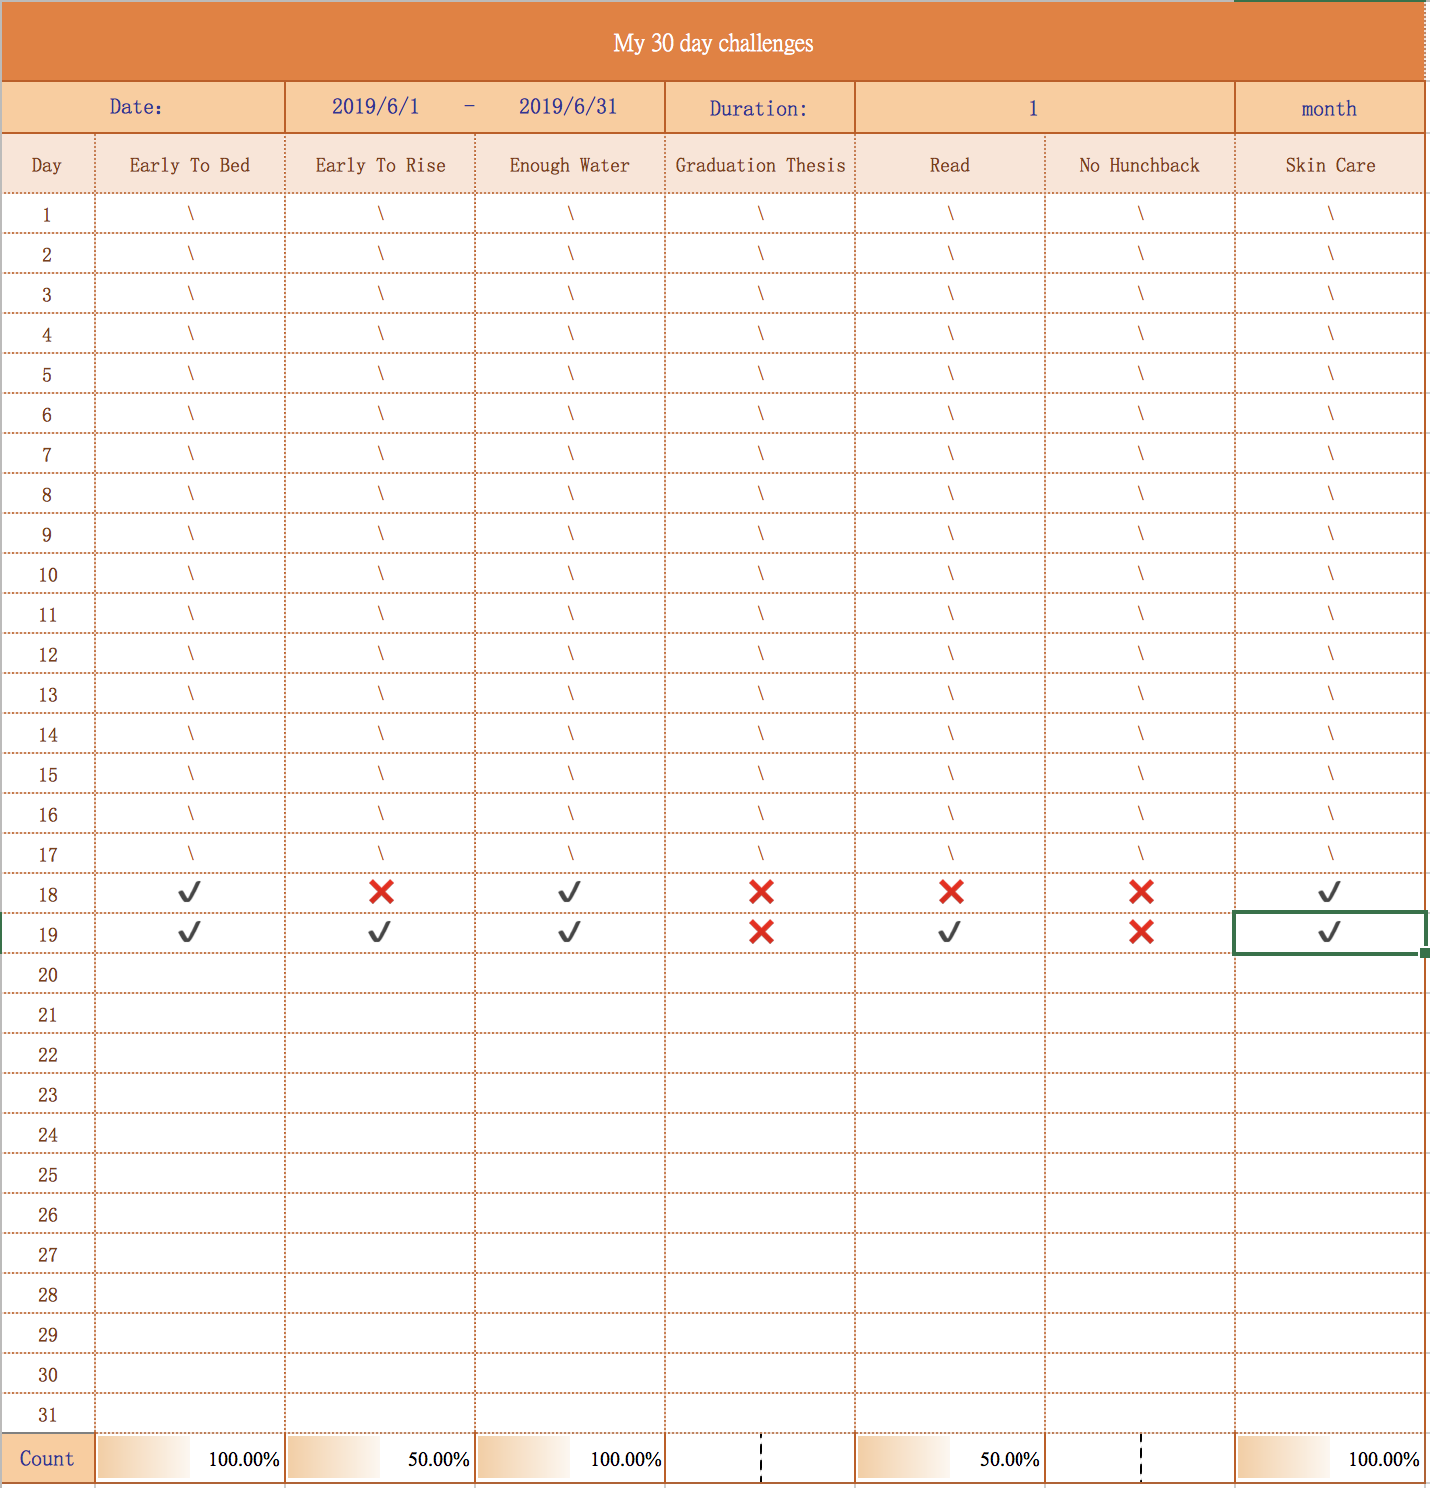 My 30 day challenges
Date: 2019/6/1 - 2019/6/31 Duration: 1 month
Day Early To Bed Early To Rise Enough Water Graduation Thesis Read No Hunchback Skin Care
1 \ \ \ \ \ \ \
2 \ \ \ \ \ \ \
3 \ \ \ \ \ \ \
4 \ \ \ \ \ \ \
5 \ \ \ \ \ \ \
6 \ \ \ \ \ \ \
7 \ \ \ \ \ \ \
8 \ \ \ \ \ \ \
9 \ \ \ \ \ \ \
10 \ \ \ \ \ \ \
11 \ \ \ \ \ \ \
12 \ \ \ \ \ \ \
13 \ \ \ \ \ \ \
14 \ \ \ \ \ \ \
15 \ \ \ \ \ \ \
16 \ \ \ \ \ \ \
17 \ \ \ \ \ \ \
18 ✔ ❌ ✔ ❌ ❌ ❌ ✔
19 ✔ ✔ ✔ ❌ ✔ ❌ ✔
20
21
22
23
24
25
26
27
28
29
30
31
Count 100.00% 50.00% 100.00% 50.00% 100.00%